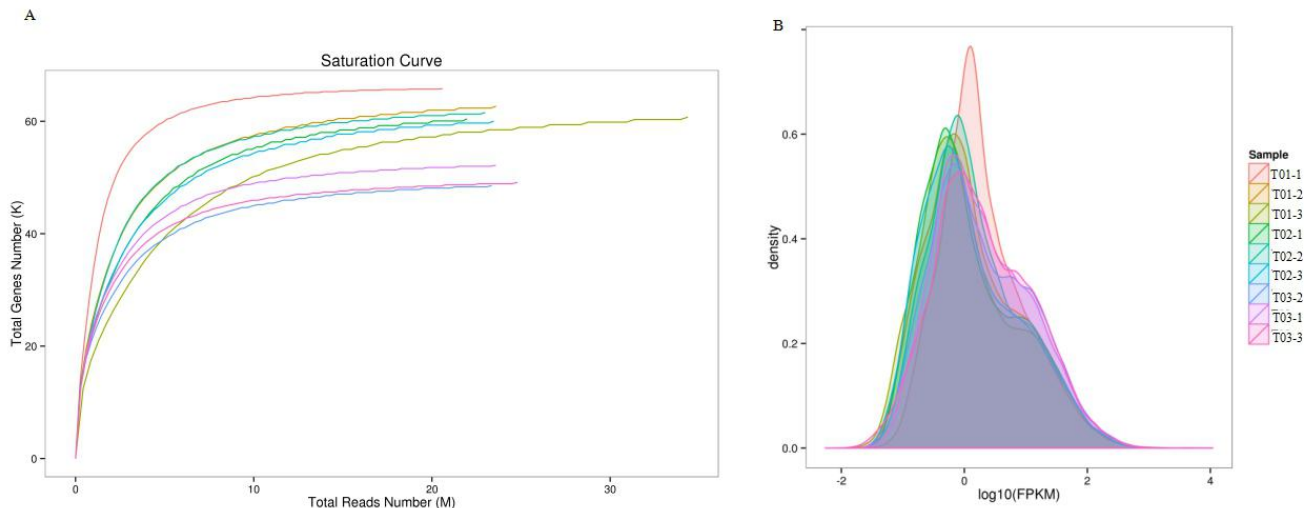 A
Saturation Curve
60
40
20
0
Total Genes Number (K)
0 10 20 30
Total Reads Number (M)
B
0.6
0.4
0.2
0.0
density
-2 0 2 4
log10(FPKM)
Sample
T01-1
T01-2
T01-3
T02-1
T02-2
T02-3
T03-2
T03-1
T03-3